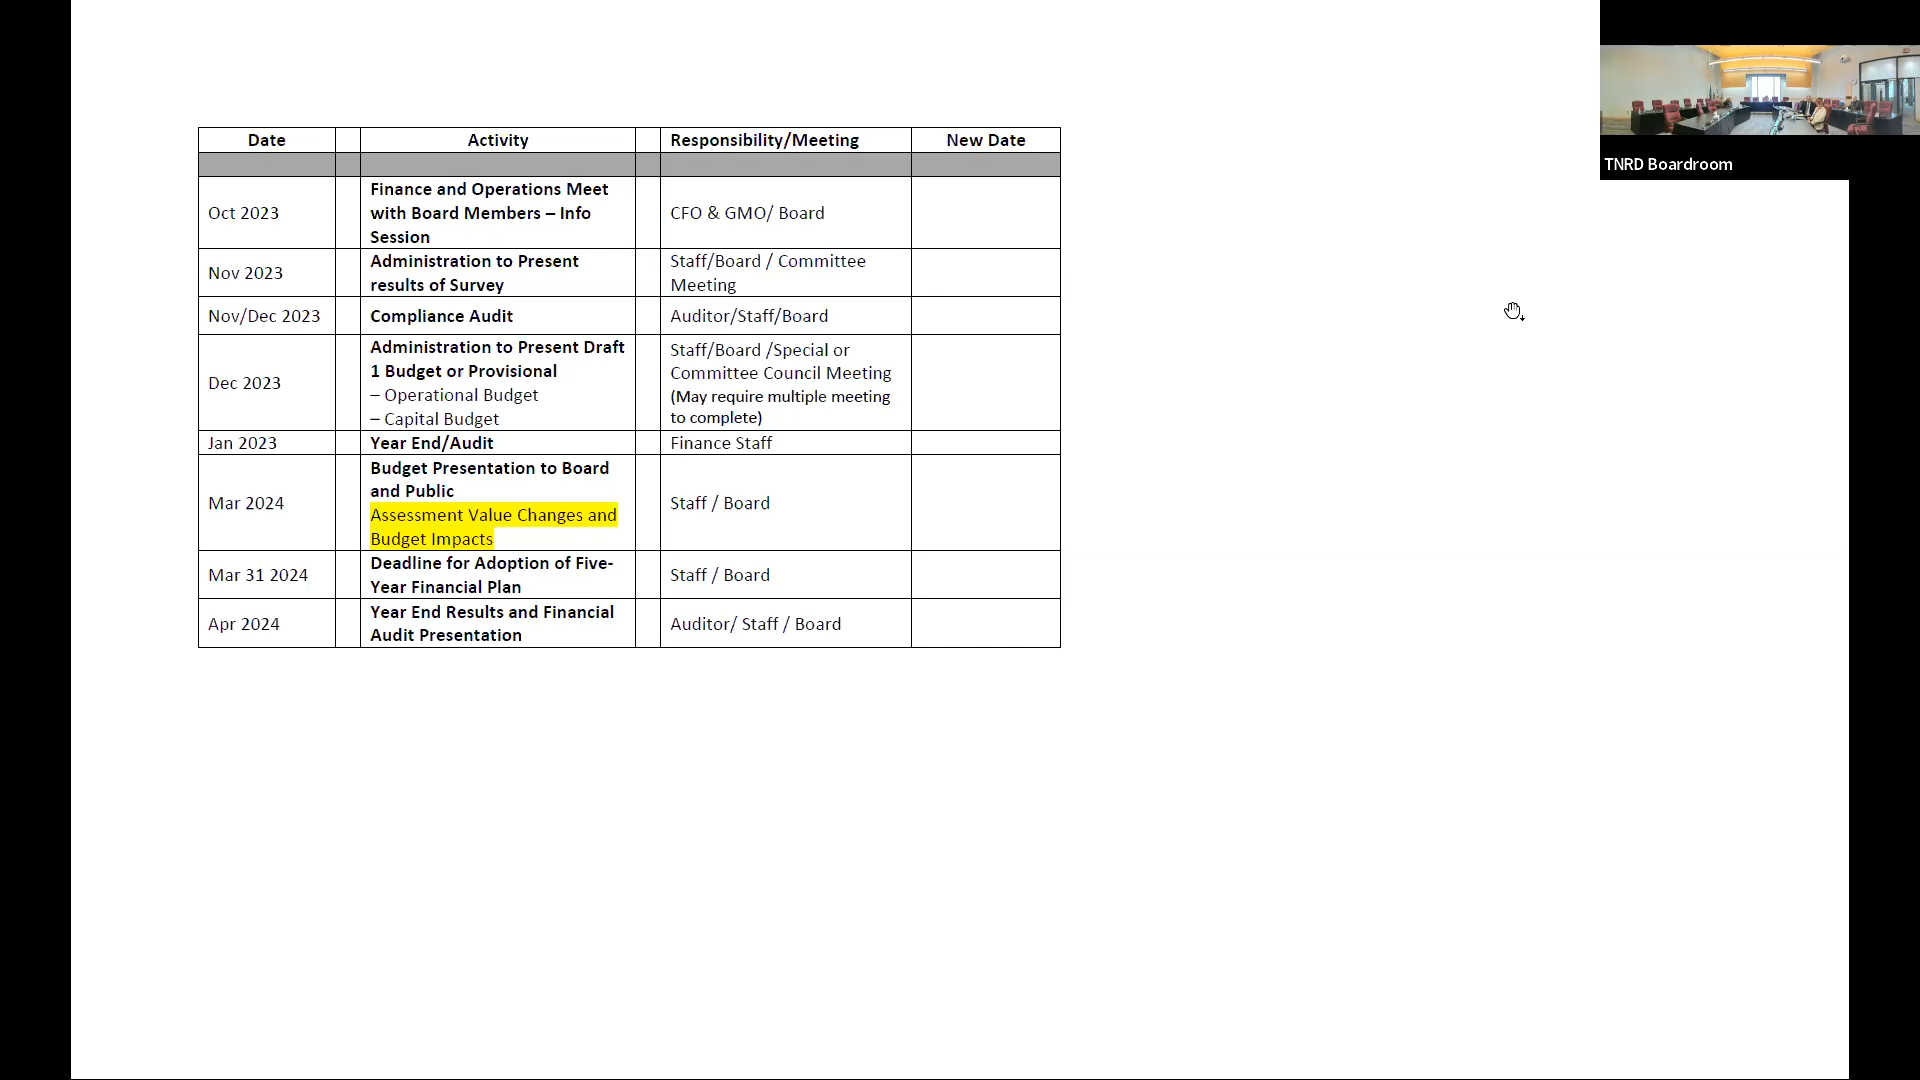 Date Activity Responsibility/Meeting New Date
Oct 2023
Finance and Operations Meet
with Board Members – Info
Session
CFO & GMO/ Board
Nov 2023
Administration to Present
results of Survey
Staff/Board / Committee
Meeting
Nov/Dec 2023
Compliance Audit
Auditor/Staff/Board
Dec 2023
Administration to Present Draft
1 Budget or Provisional
– Operational Budget
– Capital Budget
Staff/Board /Special or
Committee Council Meeting
(May require multiple meeting
to complete)
Jan 2023
Year End/Audit
Finance Staff
Mar 2024
Budget Presentation to Board
and Public
Assessment Value Changes and
Budget Impacts
Staff / Board
Mar 31 2024
Deadline for Adoption of Five-
Year Financial Plan
Staff / Board
Apr 2024
Year End Results and Financial
Audit Presentation
Auditor/ Staff / Board
TNRD Boardroom